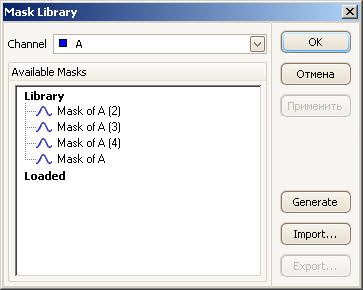 Mask Library
Channel
A
OK
Available Masks
Отмена
Library
Mask of A (2)
Применить
Mask of A (3)
Mask of A (4)
Mask of A
Loaded
Generate
Import...
Export...